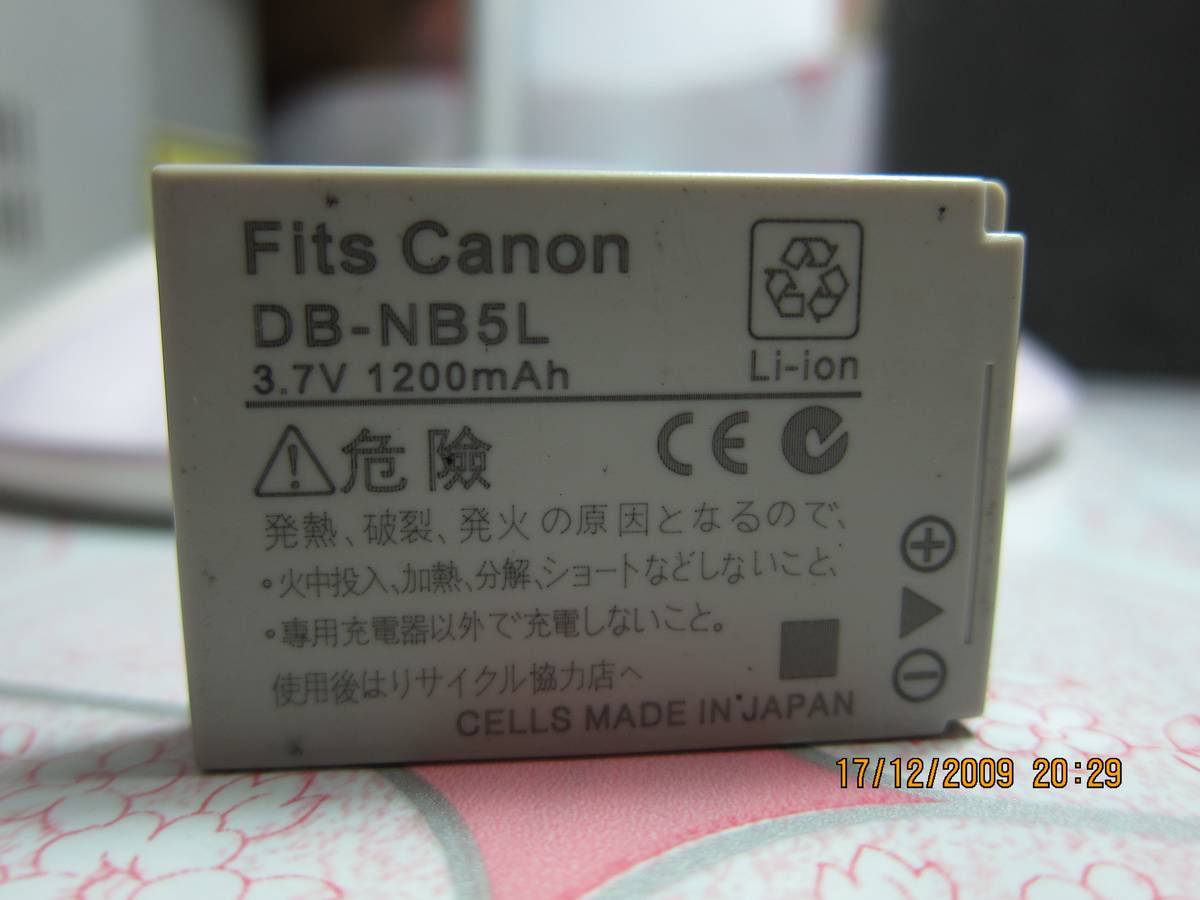 Fits Canon
DB-NB5L
3.7V 1200mAh
Li-ion
危險
CE
発熱、破裂、発火の原因となるので、
・火中投入、加熱、分解、ショートなどしないこと、
・専用充電器以外で充電しないこと。
使用後はリサイクル協力店へ
CELLS MADE IN JAPAN
17/12/2009 20:29